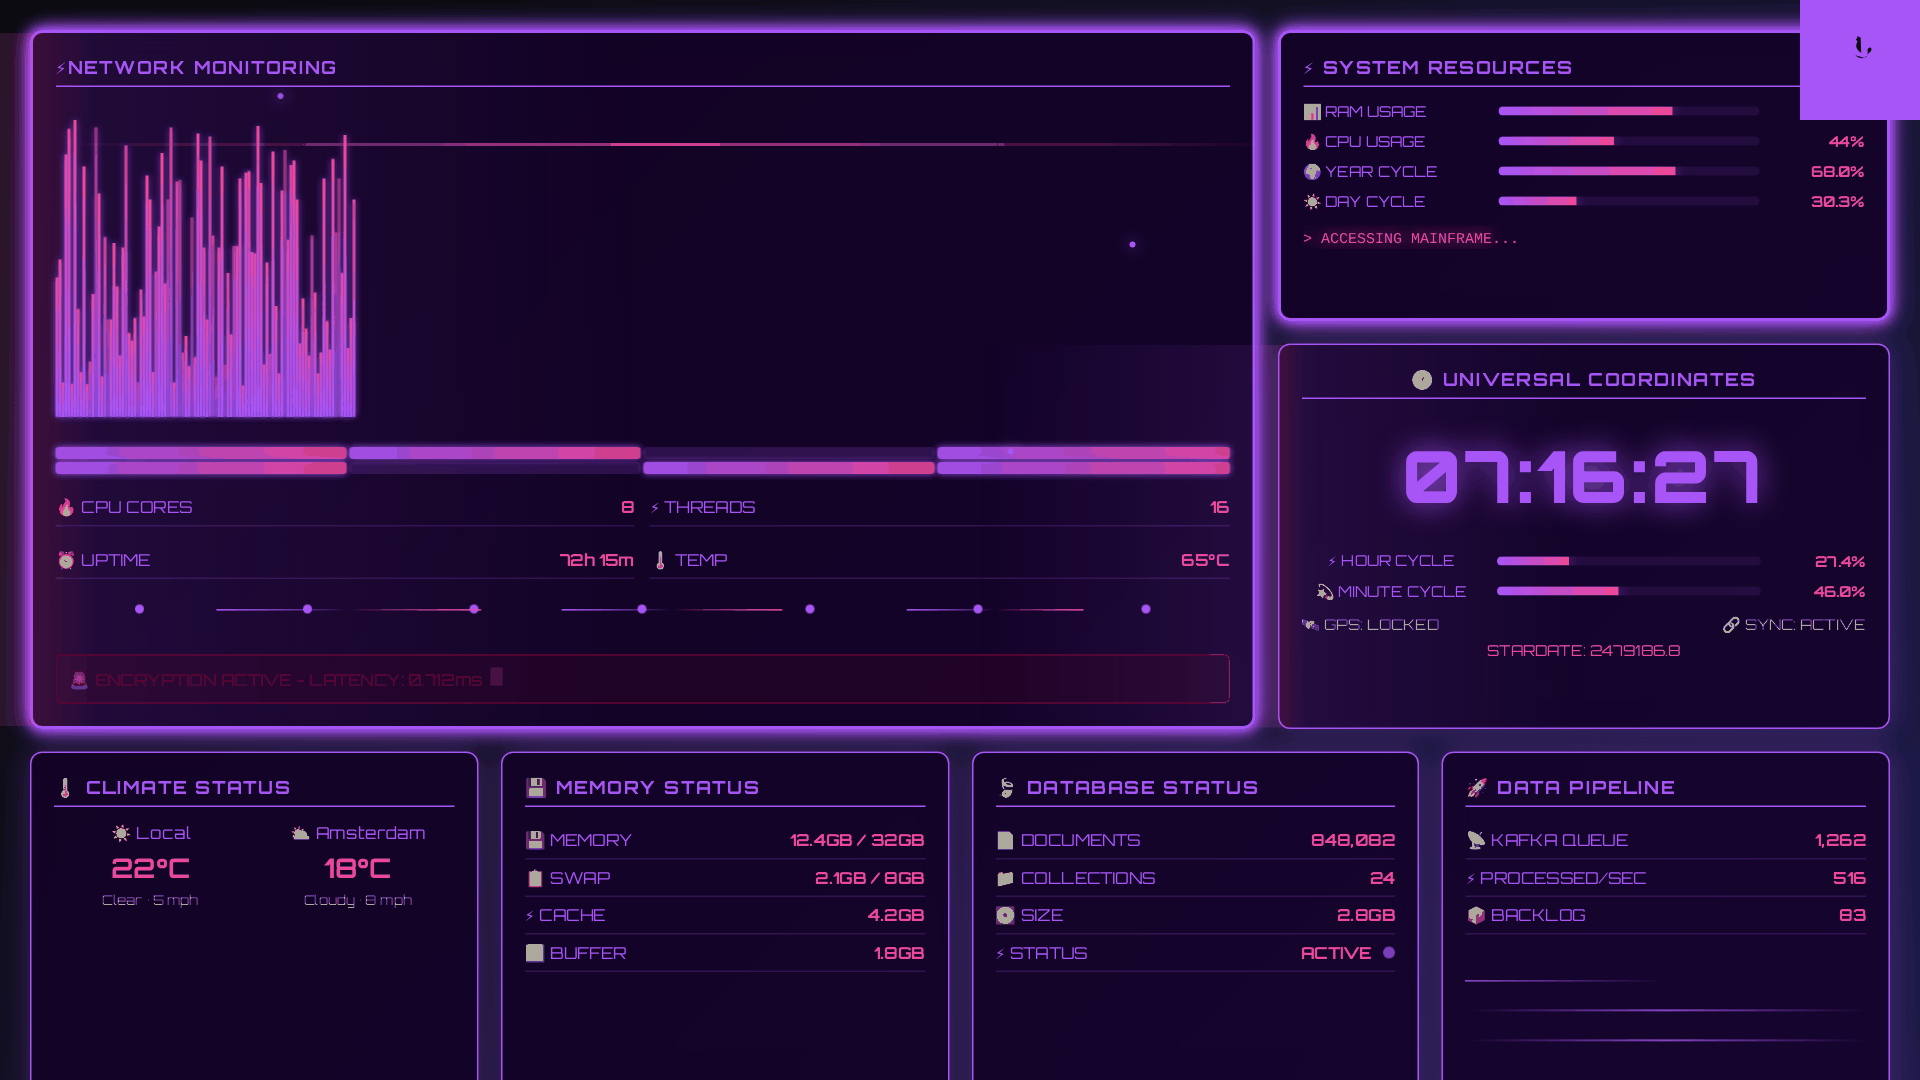 ⚡NETWORK MONITORING
🔥 CPU CORES 8
⚡ THREADS 16
⏰ UPTIME 72h 15m
🌡 TEMP 65°C
🚨 ENCRYPTION ACTIVE - LATENCY: 0.712ms
⚡ SYSTEM RESOURCES
📊 RAM USAGE
🔥 CPU USAGE 44%
🌍 YEAR CYCLE 68.0%
☀ DAY CYCLE 30.3%
> ACCESSING MAINFRAME...
UNIVERSAL COORDINATES
07:16:27
⚡ HOUR CYCLE 27.4%
💫 MINUTE CYCLE 46.0%
🛰 GPS: LOCKED 🔗 SYNC: ACTIVE
STARDATE: 2479186.8
🌡 CLIMATE STATUS
☀ Local
22°C
Clear · 5 mph
⛅ Amsterdam
18°C
Cloudy · 8 mph
💾 MEMORY STATUS
💾 MEMORY 12.4GB / 32GB
📋 SWAP 2.1GB / 8GB
⚡ CACHE 4.2GB
BUFFER 1.8GB
🍃 DATABASE STATUS
📄 DOCUMENTS 848,082
📁 COLLECTIONS 24
💽 SIZE 2.8GB
⚡ STATUS ACTIVE
🚀 DATA PIPELINE
📡 KAFKA QUEUE 1,262
⚡ PROCESSED/SEC 516
📦 BACKLOG 83